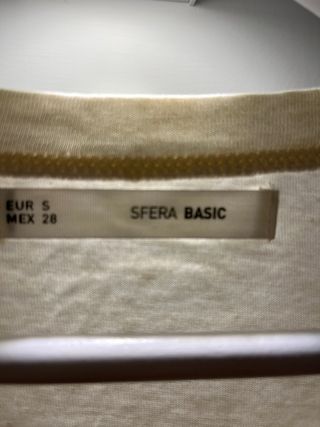 EUR S
MEX 28
SFERA BASIC